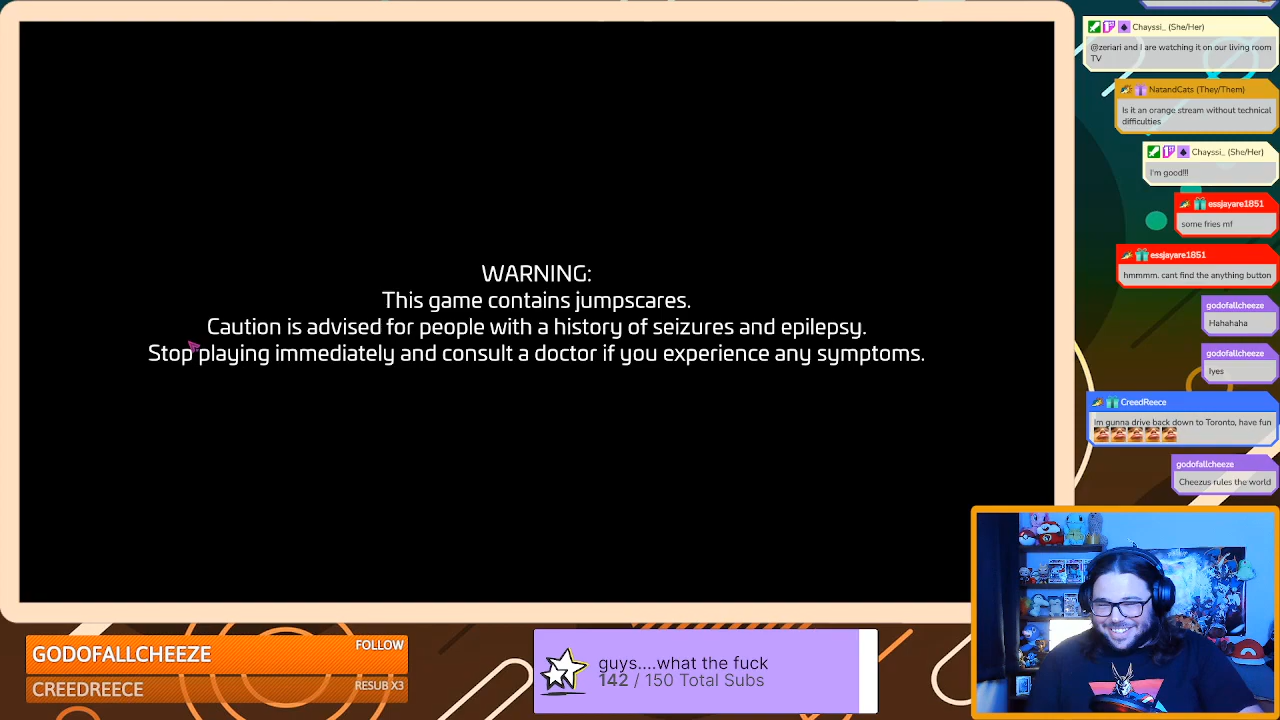 WARNING:
This game contains jumpscares.
Caution is advised for people with a history of seizures and epilepsy.
Stop playing immediately and consult a doctor if you experience any symptoms.
Chayssi_ (She/Her)
@zeriari and I are watching it on our living room
TV
NatandCats (They/Them)
Is it an orange stream without technical
difficulties
Chayssi_ (She/Her)
I'm good!!!
essjayare1851
some fries mf
essjayare1851
hmmmm. cant find the anything button
godofallcheeze
Hahahaha
godofallcheeze
Iyes
CreedReece
Im gunna drive back down to Toronto, have fun
godofallcheeze
Cheezus rules the world
GODOFALLCHEEZE
FOLLOW
CREEDREECE
RESUB X3
guys....what the fuck
142 / 150 Total Subs